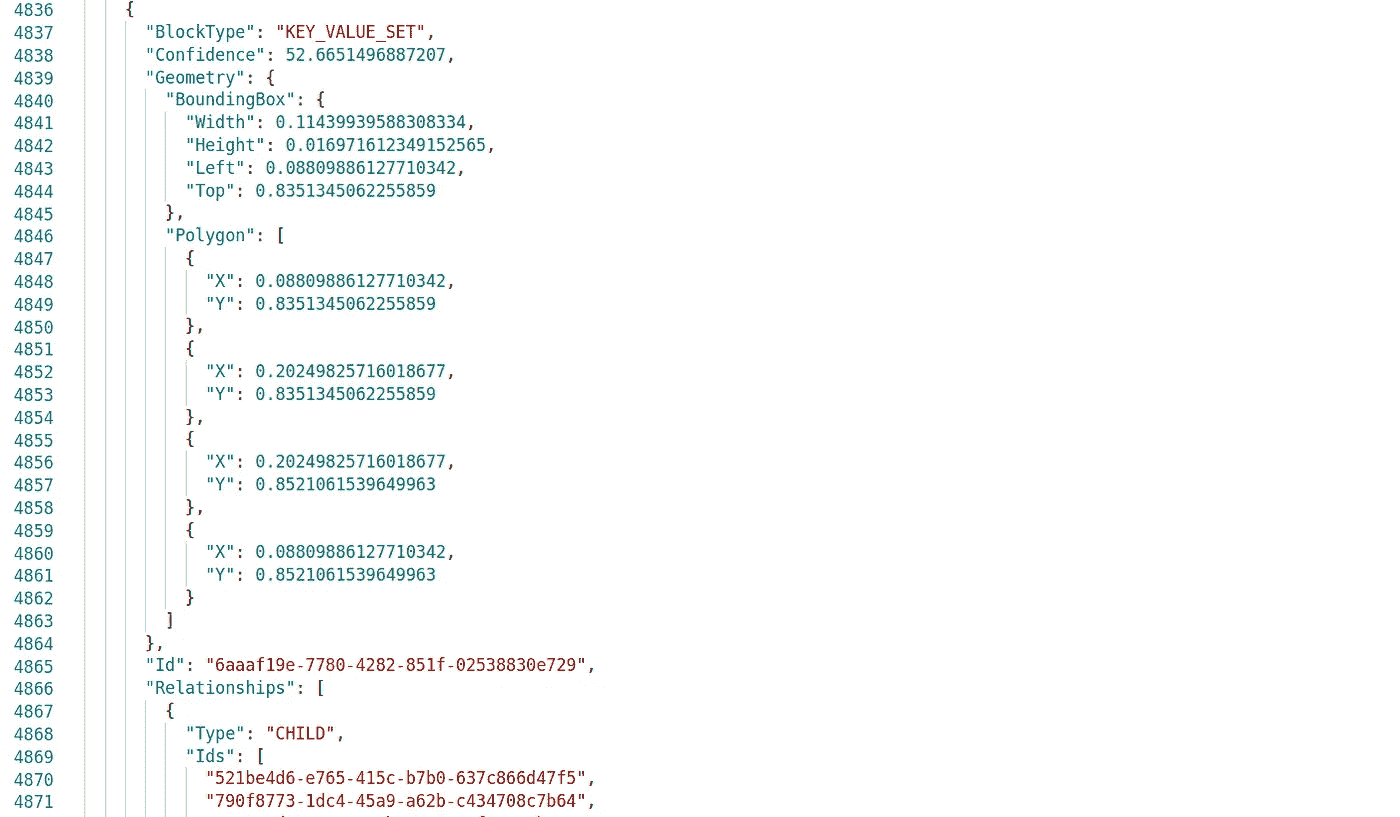 4836 {
4837 "BlockType": "KEY_VALUE_SET",
4838 "Confidence": 52.6651496887207,
4839 "Geometry": {
4840 "BoundingBox": {
4841 "Width": 0.11439939588308334,
4842 "Height": 0.016971612349152565,
4843 "Left": 0.08809886127710342,
4844 "Top": 0.8351345062255859
4845 },
4846 "Polygon": [
4847 {
4848 "X": 0.08809886127710342,
4849 "Y": 0.8351345062255859
4850 },
4851 {
4852 "X": 0.20249825716018677,
4853 "Y": 0.8351345062255859
4854 },
4855 {
4856 "X": 0.20249825716018677,
4857 "Y": 0.8521061539649963
4858 },
4859 {
4860 "X": 0.08809886127710342,
4861 "Y": 0.8521061539649963
4862 }
4863 ]
4864 },
4865 "Id": "6aaaf19e-7780-4282-851f-02538830e729",
4866 "Relationships": [
4867 {
4868 "Type": "CHILD",
4869 "Ids": [
4870 "521be4d6-e765-415c-b7b0-637c866d47f5",
4871 "790f8773-1dc4-45a9-a62b-c434708c7b64",